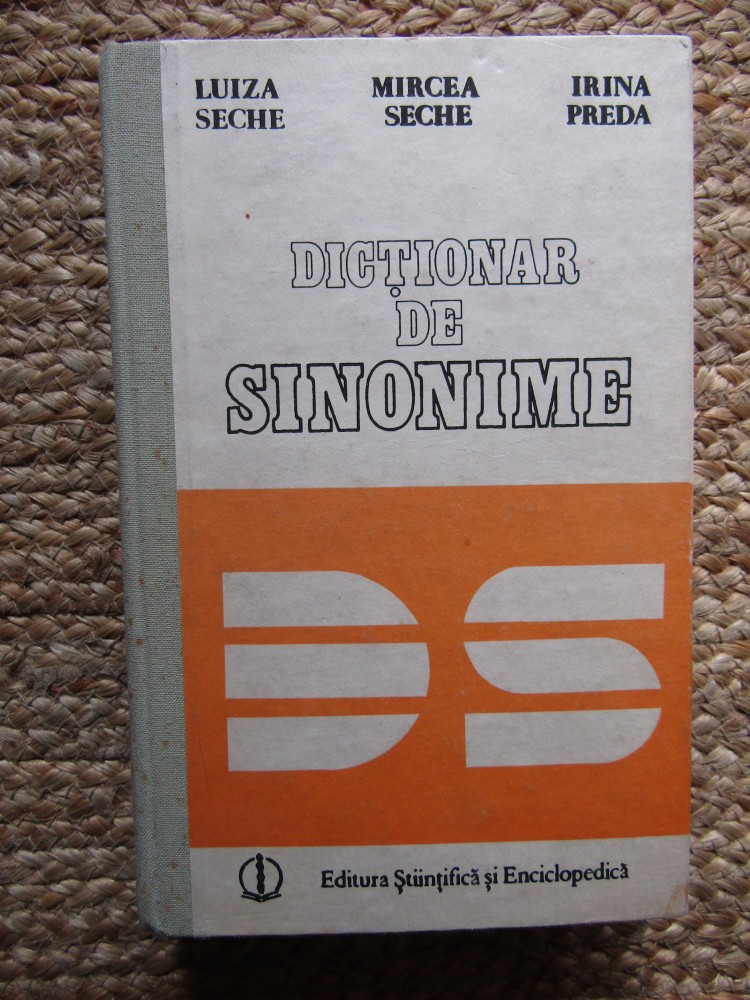 LUIZA SECHE
MIRCEA SECHE
IRINA PREDA
DICȚIONAR
DE
SINONIME
DS
Editura Științifică și Enciclopedică